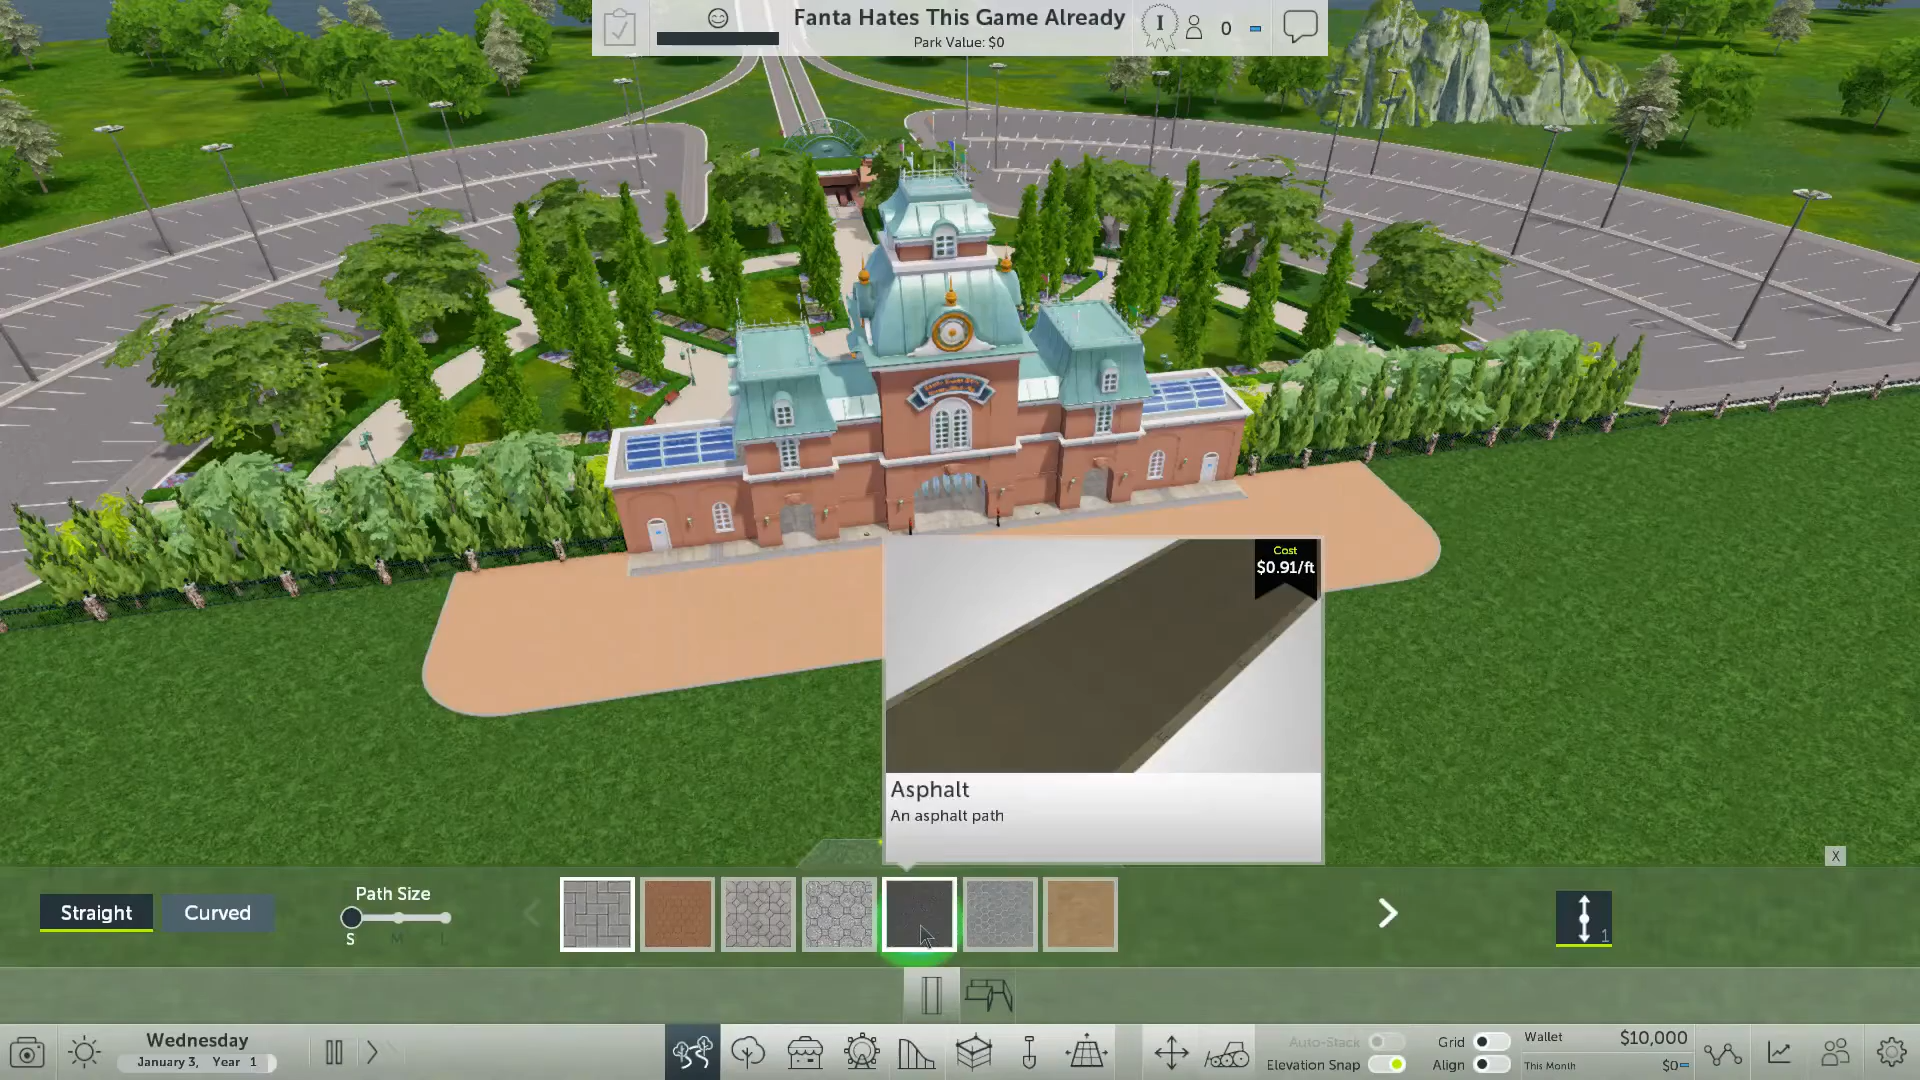 Fanta Hates This Game Already
Park Value: $0
I
0
Cost
$0.91/ft
Asphalt
An asphalt path
X
Straight
Curved
Path Size
S M L
1
Wednesday
January 3, Year 1
Auto-Stack
Elevation Snap
Grid
Align
Wallet $10,000
This Month $0